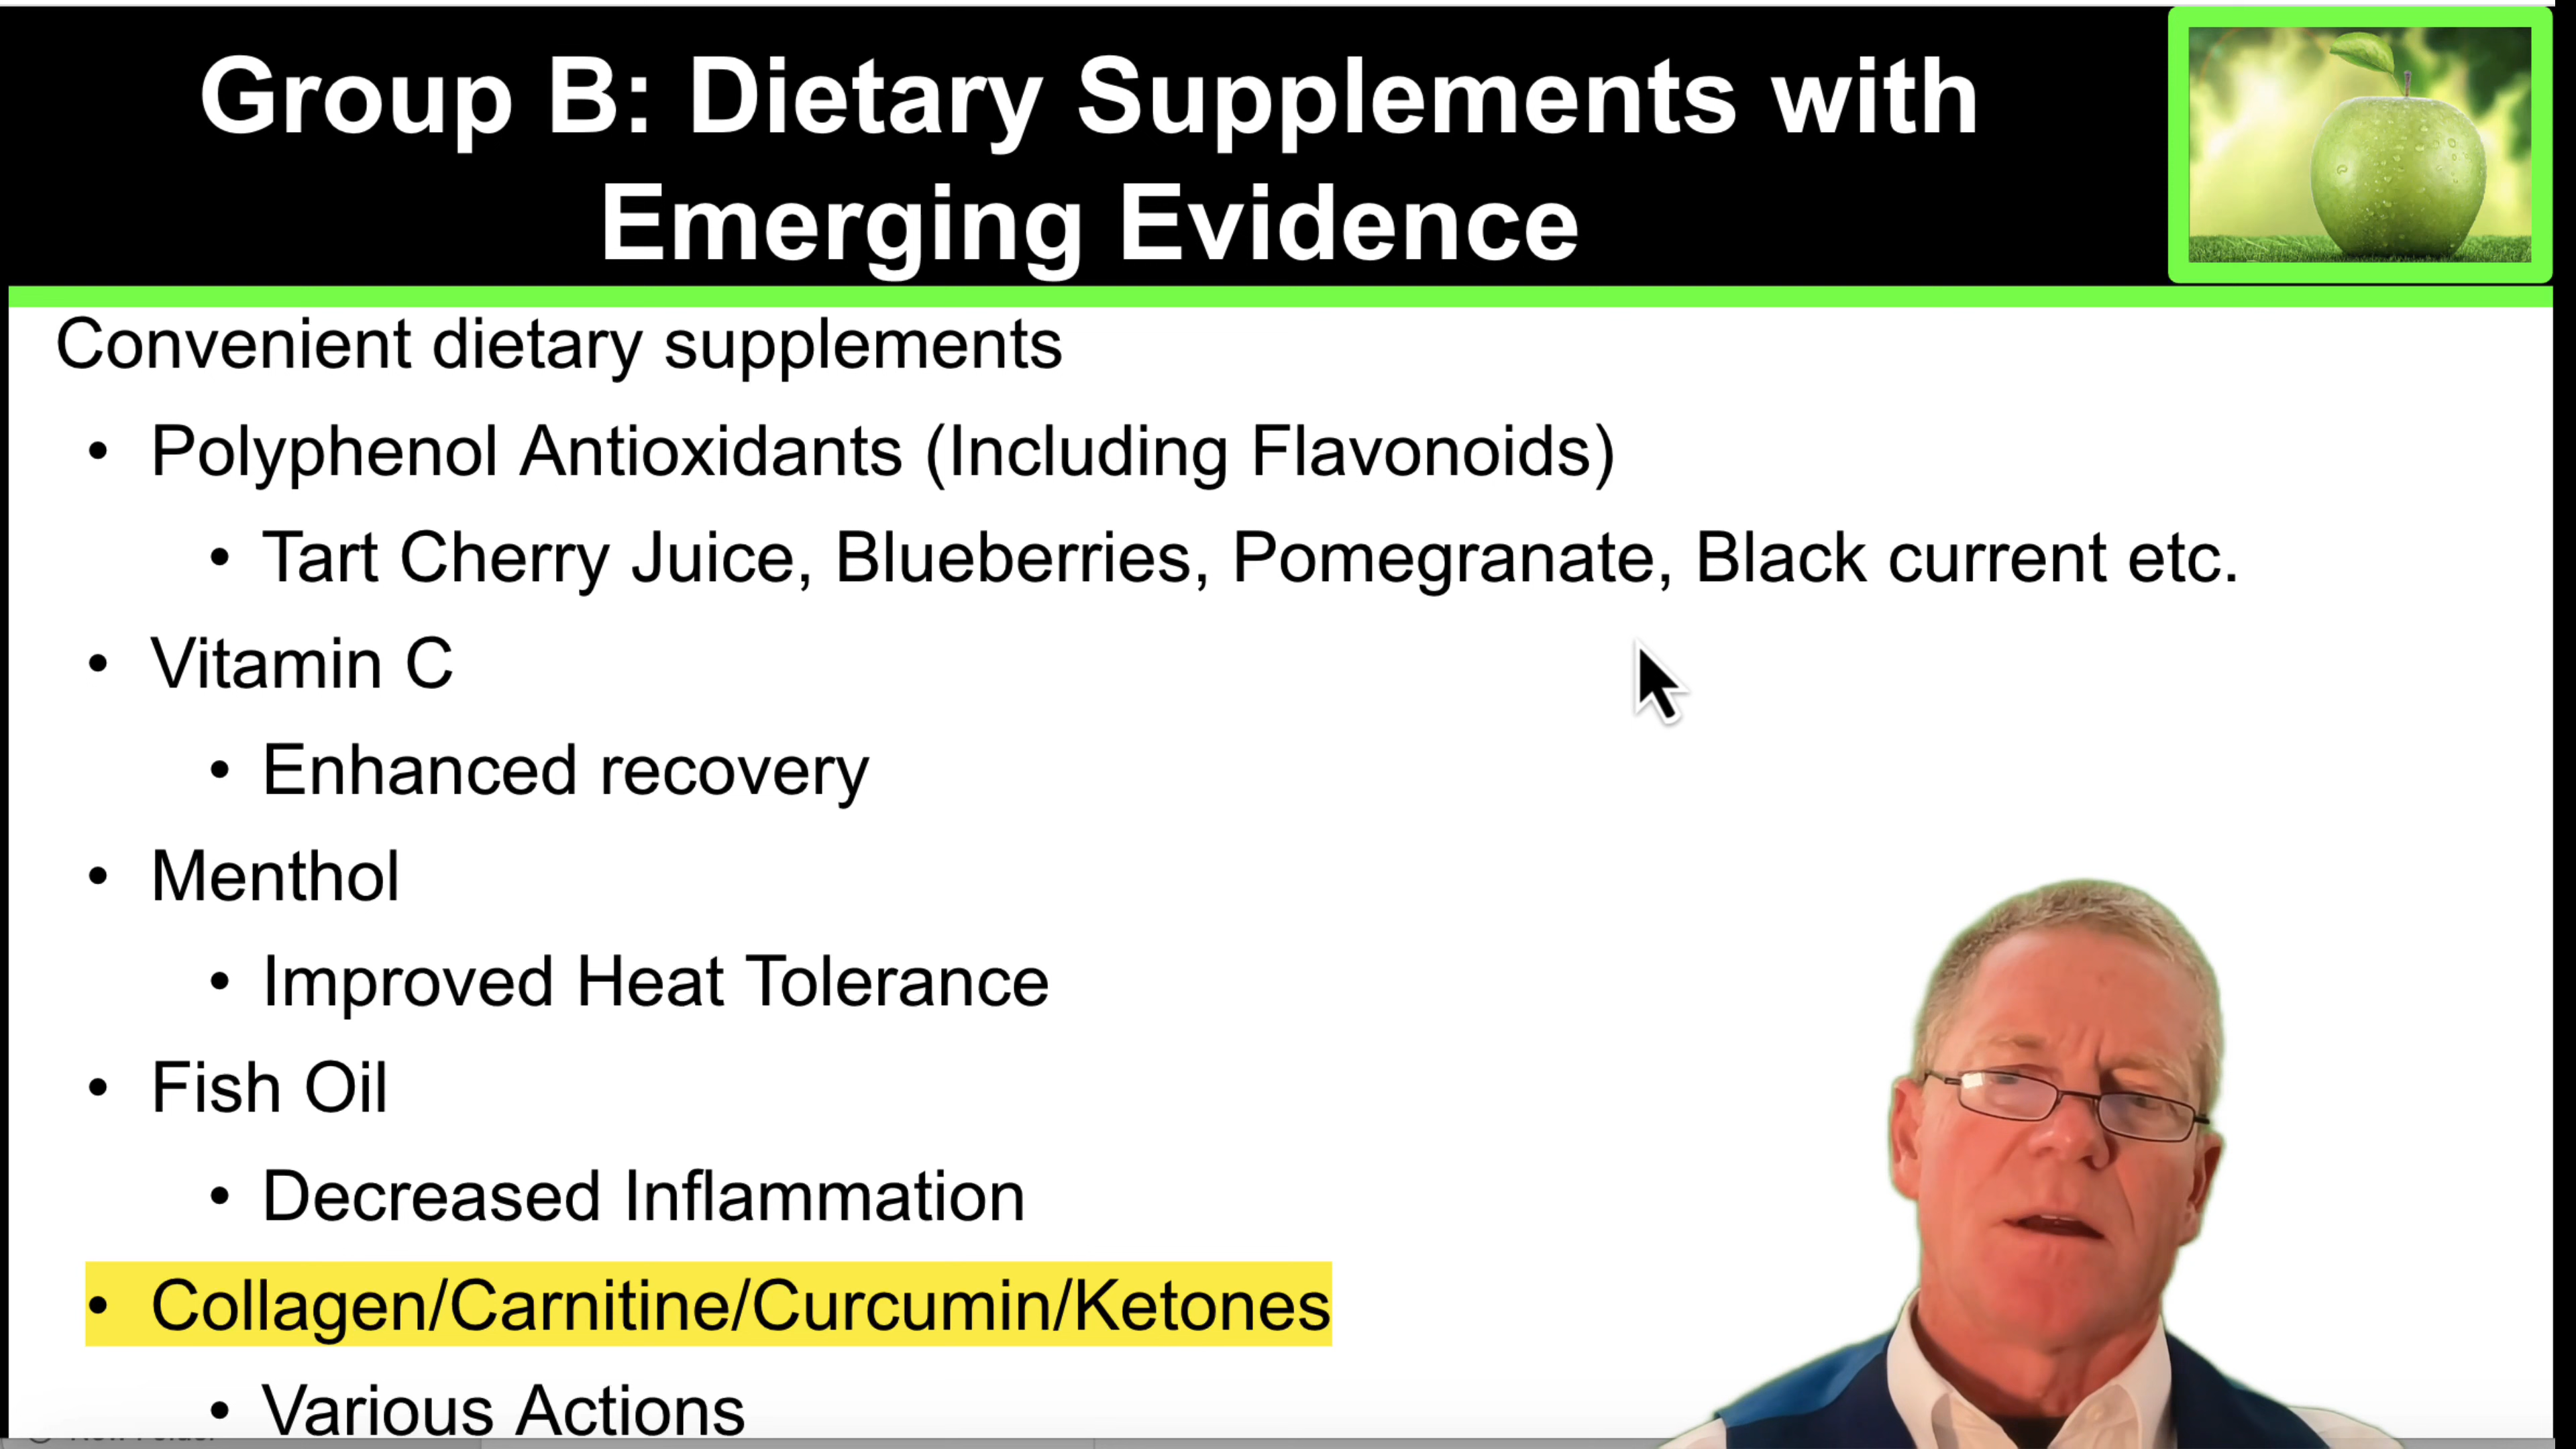 Group B: Dietary Supplements with
Emerging Evidence
Convenient dietary supplements
• Polyphenol Antioxidants (Including Flavonoids)
• Tart Cherry Juice, Blueberries, Pomegranate, Black current etc.
• Vitamin C
• Enhanced recovery
• Menthol
• Improved Heat Tolerance
• Fish Oil
• Decreased Inflammation
• Collagen/Carnitine/Curcumin/Ketones
• Various Actions